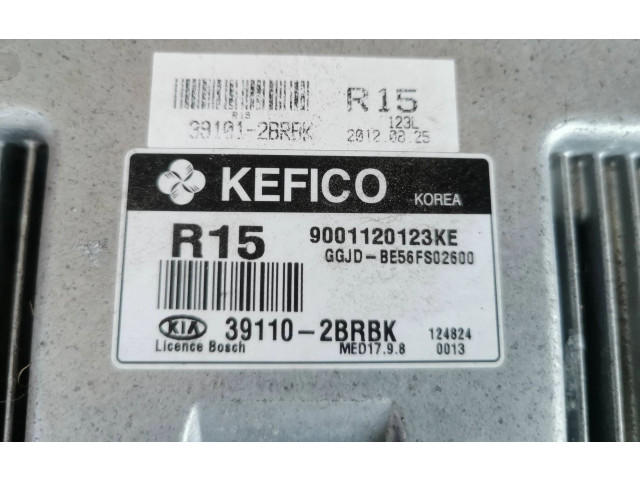 R15
R15
123L
39101-2BRBK
2012.08.25
KEFICO KOREA
R15 9001120123KE
GGJD-BE56FS02600
KIA 39110-2BRBK 124824
Licence Bosch MED17.9.8 0013